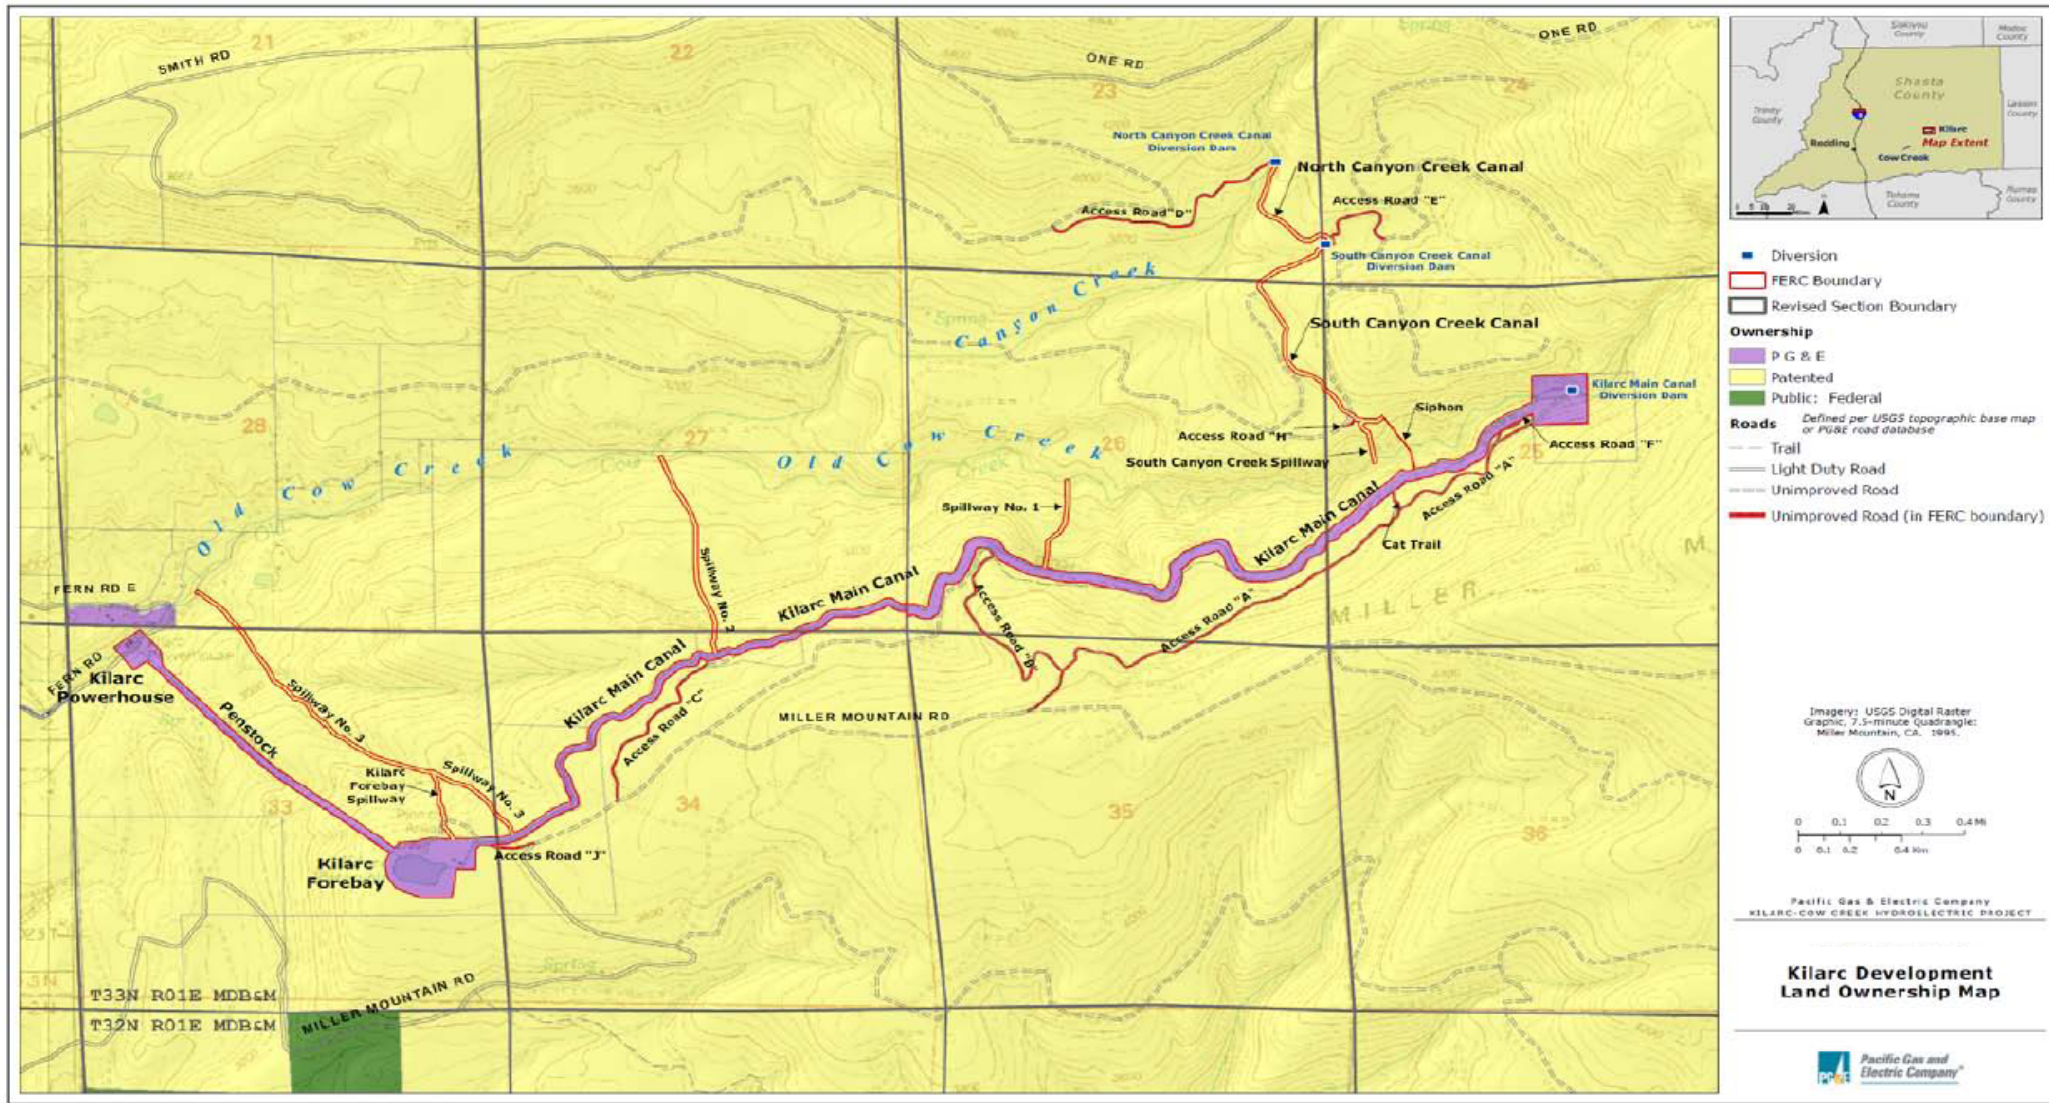 21
22
23
24
SMITH RD
ONE RD
ONE RD
Spring
North Canyon Creek Canal
Diversion Dam
North Canyon Creek Canal
Access Road "D"
Access Road "E"
South Canyon Creek Canal
Diversion Dam
Canyon Creek
Spring
South Canyon Creek Canal
Kilarc Main Canal
Diversion Dam
Siphon
Access Road "H"
Access Road "F"
South Canyon Creek Spillway
28
27
26
25
Old Cow Creek
Old Cow Creek
Creek
Spillway No. 1
Kilarc Main Canal
Access Road "A"
Cat Trail
Spillway No. 2
Kilarc Main Canal
Access Road "B"
Access Road "A"
MILLER
M
FERN RD E
FERN RD
Kilarc
Powerhouse
Penstock
Spillway No. 3
Kilarc Main Canal
Access Road "C"
MILLER MOUNTAIN RD
Kilarc
Forebay
Spillway
Spillway No. 3
33
34
35
36
Kilarc
Forebay
Access Road "J"
Spring
T33N R01E MDB&M
T32N R01E MDB&M
MILLER MOUNTAIN RD
Siskiyou
County
Modoc
County
Shasta
County
Trinity
County
Lassen
County
Kilarc
Map Extent
Redding
Cow Creek
Tehama
County
Plumas
County
Diversion
FERC Boundary
Revised Section Boundary
Ownership
P G & E
Patented
Public: Federal
Roads
Defined per USGS topographic base map
or PG&E road database
Trail
Light Duty Road
Unimproved Road
Unimproved Road (in FERC boundary)
Imagery: USGS Digital Raster
Graphic, 7.5-minute Quadrangle:
Miller Mountain, CA. 1995.
N
0 0.1 0.2 0.3 0.4 Mi
0 0.1 0.2 0.4 Km
Pacific Gas & Electric Company
KILARC-COW CREEK HYDROELECTRIC PROJECT
Kilarc Development
Land Ownership Map
PG&E
Pacific Gas and
Electric Company®